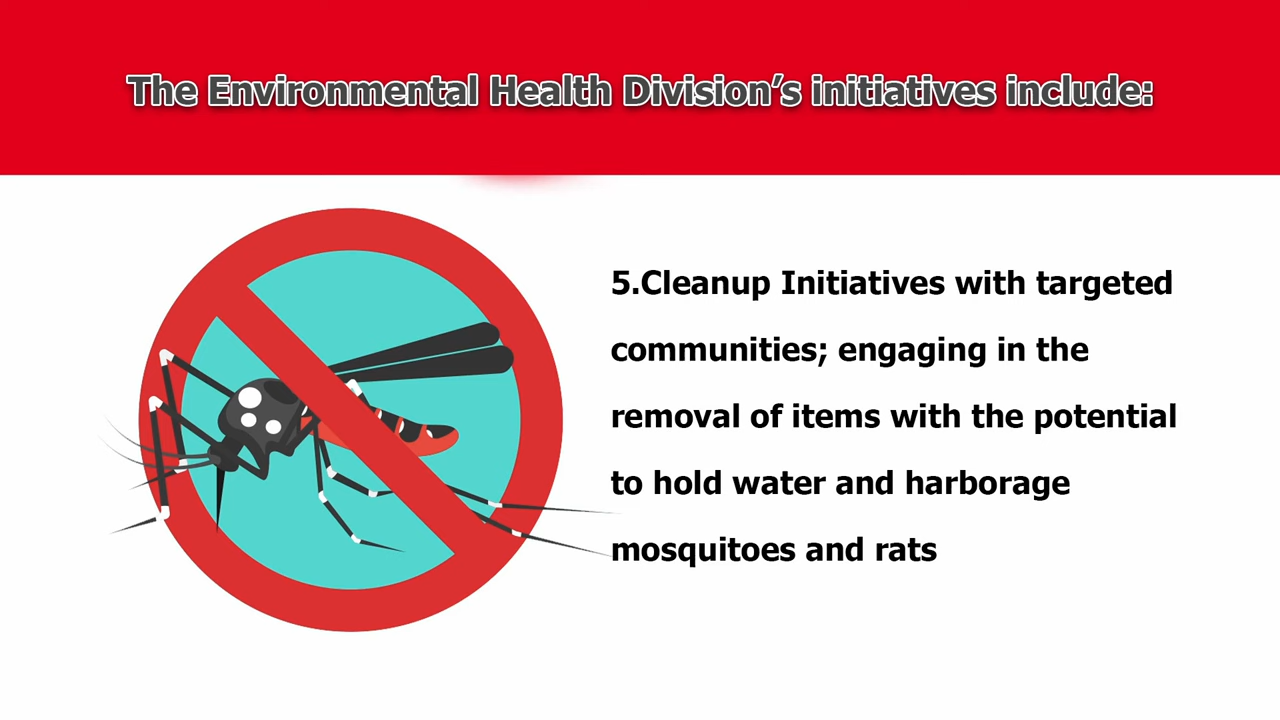 The Environmental Health Division’s initiatives include:
5.Cleanup Initiatives with targeted
communities; engaging in the
removal of items with the potential
to hold water and harborage
mosquitoes and rats